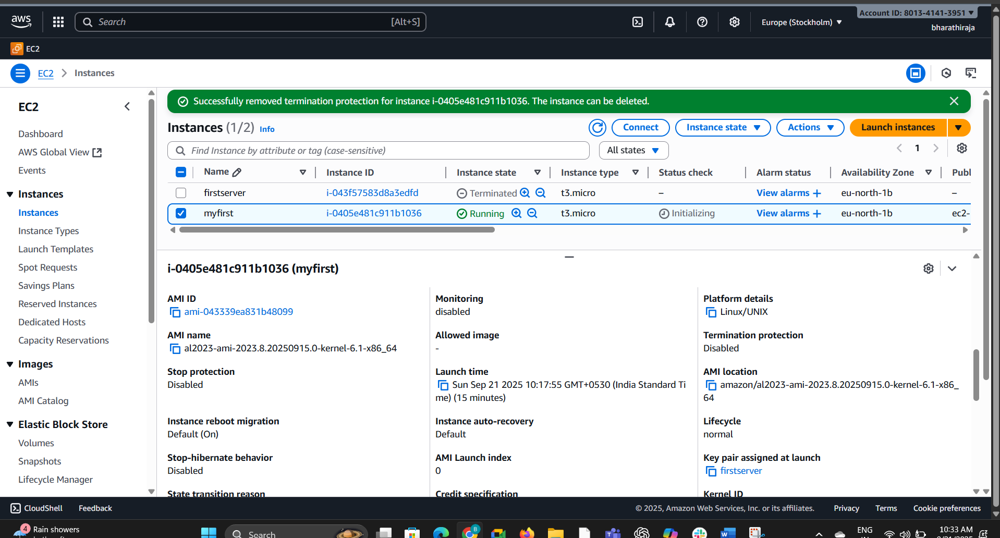 aws
Search
[Alt+S]
Europe (Stockholm)
Account ID: 8013-4141-3951
bharathiraja
EC2
EC2
Instances
EC2
Dashboard
AWS Global View
Events
Instances
Instances
Instance Types
Launch Templates
Spot Requests
Savings Plans
Reserved Instances
Dedicated Hosts
Capacity Reservations
Images
AMIs
AMI Catalog
Elastic Block Store
Volumes
Snapshots
Lifecycle Manager
Successfully removed termination protection for instance i-0405e481c911b1036. The instance can be deleted.
Instances (1/2) Info
Connect
Instance state
Actions
Launch instances
Find Instance by attribute or tag (case-sensitive)
All states
1
Name Instance ID Instance state Instance type Status check Alarm status Availability Zone Publ
firstserver i-043f57583d8a3edfd Terminated t3.micro – View alarms + eu-north-1b –
myfirst i-0405e481c911b1036 Running t3.micro Initializing View alarms + eu-north-1b ec2-
i-0405e481c911b1036 (myfirst)
AMI ID
ami-043339ea831b48099
Monitoring
disabled
Platform details
Linux/UNIX
AMI name
al2023-ami-2023.8.20250915.0-kernel-6.1-x86_64
Allowed image
-
Termination protection
Disabled
Stop protection
Disabled
Launch time
Sun Sep 21 2025 10:17:55 GMT+0530 (India Standard Ti
me) (15 minutes)
AMI location
amazon/al2023-ami-2023.8.20250915.0-kernel-6.1-x86_
64
Instance reboot migration
Default (On)
Instance auto-recovery
Default
Lifecycle
normal
Stop-hibernate behavior
Disabled
AMI Launch index
0
Key pair assigned at launch
firstserver
State transition reason
Credit specification
Kernel ID
CloudShell
Feedback
© 2025, Amazon Web Services, Inc. or its affiliates.
Privacy
Terms
Cookie preferences
4
Rain showers
Search
B
ENG
10:33 AM